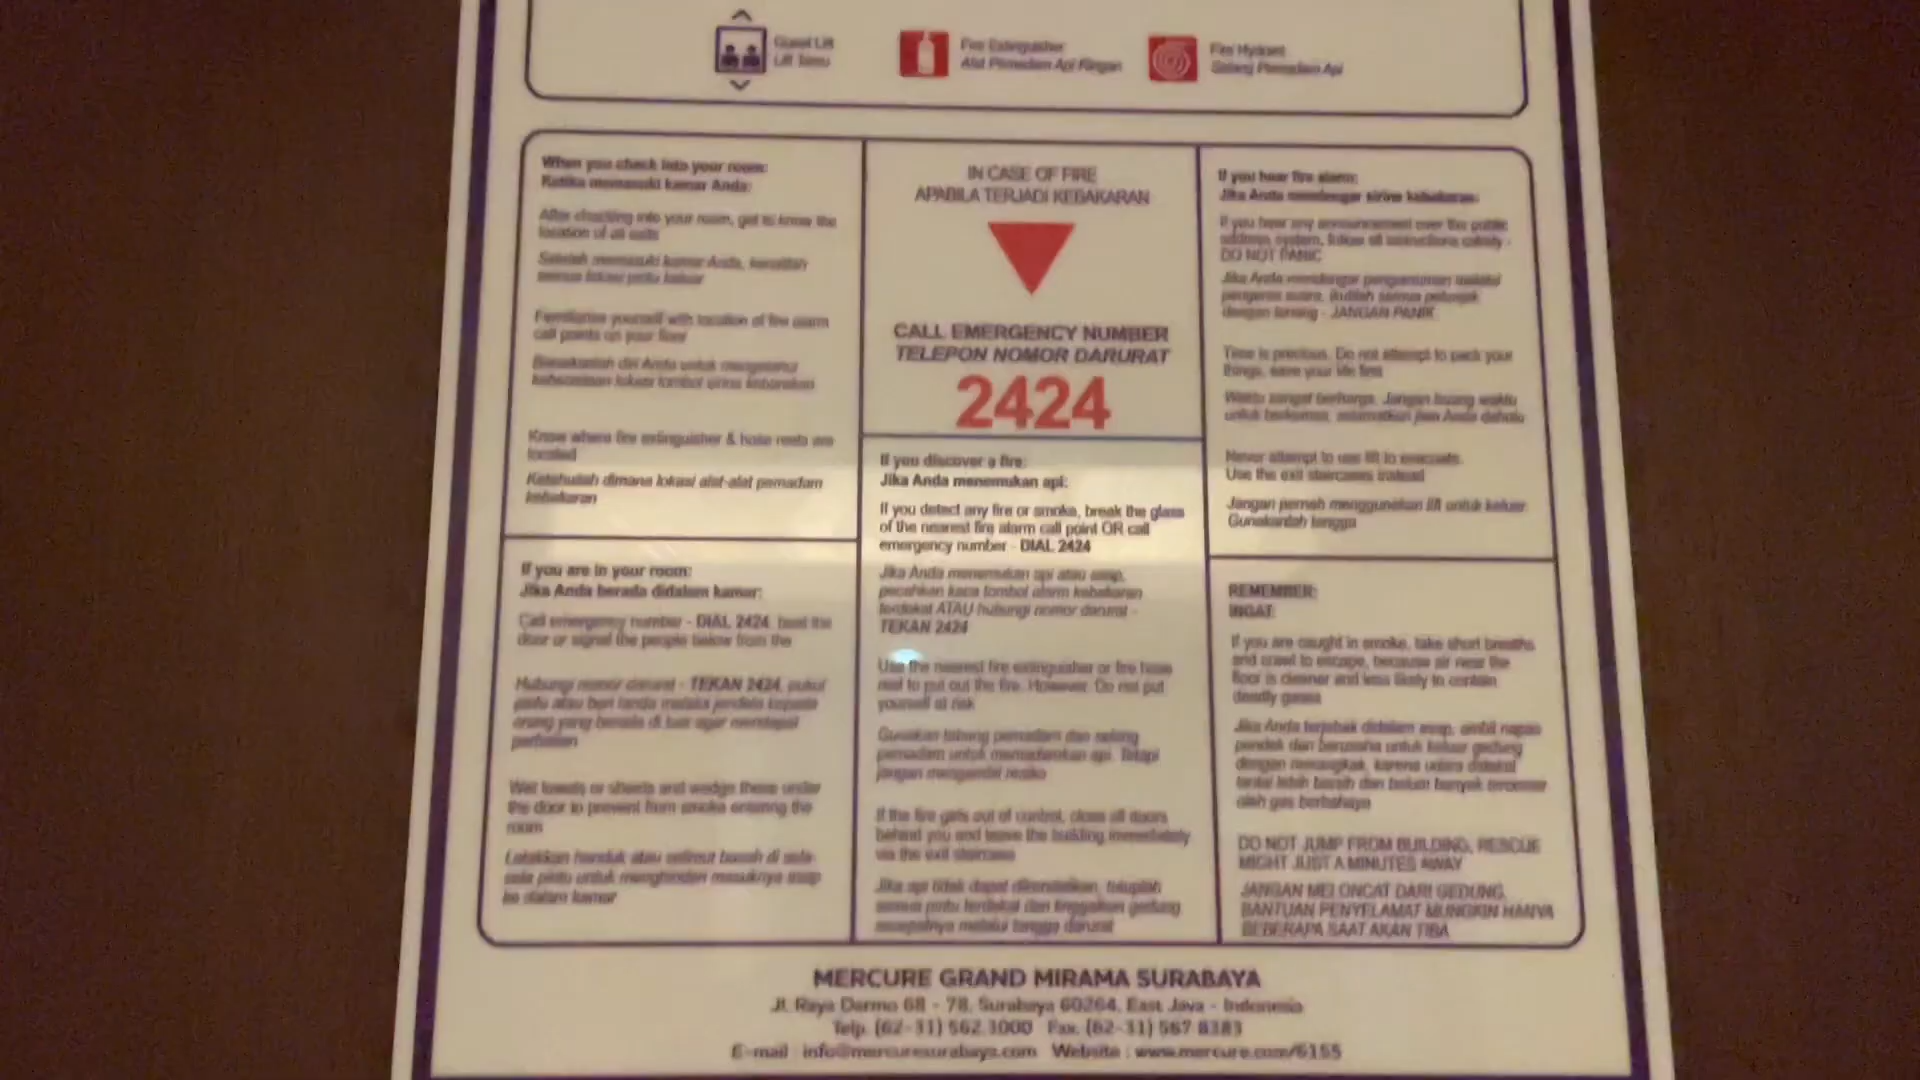 Guest Lift
Lift Tamu
Fire Extinguisher
Alat Pemadam Api Ringan
Fire Hydrant
Selang Pemadam Api
When you check into your room:
Ketika memasuki kamar Anda:
After checking into your room, get to know the
location of all exits
Setelah memasuki kamar Anda, kenalilah
semua lokasi pintu keluar
Familiarise yourself with location of fire alarm
call points on your floor
Biasakanlah diri Anda untuk mengetahui
keberadaan lokasi tombol sirine kebakaran
Know where fire extinguisher & hose reels are
located
Ketahuilah dimana lokasi alat-alat pemadam
kebakaran
If you are in your room:
Jika Anda berada didalam kamar:
Call emergency number - DIAL 2424, beat the
door or signal the people below from the
Hubungi nomor darurat - TEKAN 2424, pukul
pintu atau beri tanda melalui jendela kepada
orang yang berada di luar agar mendapat
perhatian
Wet towels or sheets and wedge these under
the door to prevent from smoke entering the
room
Letakkan handuk atau selimut basah di sela-
sela pintu untuk menghindari masuknya asap
ke dalam kamar
IN CASE OF FIRE
APABILA TERJADI KEBAKARAN
CALL EMERGENCY NUMBER
TELEPON NOMOR DARURAT
2424
If you discover a fire:
Jika Anda menemukan api:
If you detect any fire or smoke, break the glass
of the nearest fire alarm call point OR call
emergency number - DIAL 2424
Jika Anda menemukan api atau asap,
pecahkan kaca tombol alarm kebakaran
terdekat ATAU hubungi nomor darurat -
TEKAN 2424
Use the nearest fire extinguisher or fire hose
reel to put out the fire. However, Do not put
yourself at risk
Gunakan tabung pemadam dan selang
pemadam untuk memadamkan api. Tetapi
jangan mengambil resiko
If the fire gets out of control, close all doors
behind you and leave the building immediately
via the exit staircase
Jika api tidak dapat dikendalikan, tutuplah
semua pintu terdekat dan tinggalkan gedung
secepatnya melalui tangga darurat
If you hear fire alarm:
Jika Anda mendengar sirine kebakaran:
If you hear any announcement over the public
address system, follow all instructions calmly -
DO NOT PANIC
Jika Anda mendengar pengumuman melalui
pengeras suara, ikutilah semua petunjuk
dengan tenang - JANGAN PANIK
Time is precious. Do not attempt to pack your
things, save your life first
Waktu sangat berharga. Jangan buang waktu
untuk berkemas, selamatkan jiwa Anda dahulu
Never attempt to use lift to evacuate.
Use the exit staircases instead
Jangan pernah menggunakan lift untuk keluar.
Gunakanlah tangga
REMEMBER:
INGAT:
If you are caught in smoke, take short breaths
and crawl to escape, because air near the
floor is cleaner and less likely to contain
deadly gases
Jika Anda terjebak didalam asap, ambil napas
pendek dan berusaha untuk keluar gedung
dengan merangkak, karena udara didekat
lantai lebih bersih dan belum banyak tercemar
oleh gas berbahaya
DO NOT JUMP FROM BUILDING, RESCUE
MIGHT JUST A MINUTES AWAY
JANGAN MELONCAT DARI GEDUNG,
BANTUAN PENYELAMAT MUNGKIN HANYA
BEBERAPA SAAT AKAN TIBA
MERCURE GRAND MIRAMA SURABAYA
Jl. Raya Darmo 68 - 78, Surabaya 60264, East Java - Indonesia
Telp. (62-31) 562 3000 Fax. (62-31) 567 8383
E-mail : info@mercuresurabaya.com Website : www.mercure.com/6155